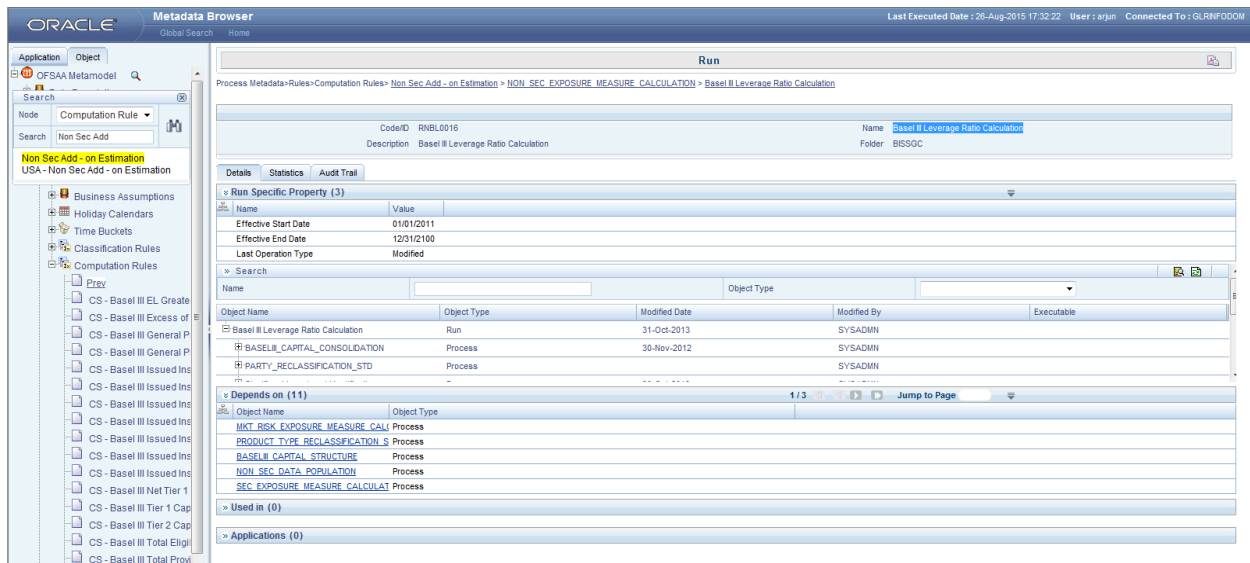 ORACLE
Metadata Browser
Last Executed Date : 26-Aug-2015 17:32:22 User : arjun Connected To : GLRINFODOM
Global Search Home
Application Object
OFSAA Metamodel
Search
Node Computation Rule
Search Non Sec Add
Non Sec Add - on Estimation
USA - Non Sec Add - on Estimation
Business Assumptions
Holiday Calendars
Time Buckets
Classification Rules
Computation Rules
Prev
CS - Basel III EL Greate
CS - Basel III Excess of
CS - Basel III General P
CS - Basel III General P
CS - Basel III Issued Ins
CS - Basel III Issued Ins
CS - Basel III Issued Ins
CS - Basel III Issued Ins
CS - Basel III Issued Ins
CS - Basel III Issued Ins
CS - Basel III Issued Ins
CS - Basel III Net Tier 1
CS - Basel III Tier 1 Cap
CS - Basel III Tier 2 Cap
CS - Basel III Total Eligi
CS - Basel III Total Provi
Run
Process Metadata>Rules>Computation Rules> Non Sec Add - on Estimation > NON_SEC_EXPOSURE_MEASURE_CALCULATION > Basel III Leverage Ratio Calculation
Code/ID RNBL0016 Name Basel III Leverage Ratio Calculation
Description Basel III Leverage Ratio Calculation Folder BISSGC
Details Statistics Audit Trail
Run Specific Property (3)
Name Value
Effective Start Date 01/01/2011
Effective End Date 12/31/2100
Last Operation Type Modified
» Search
Name Object Type
Object Name Object Type Modified Date Modified By Executable
Basel III Leverage Ratio Calculation Run 31-Oct-2013 SYSADMN
BASELIII_CAPITAL_CONSOLIDATION Process 30-Nov-2012 SYSADMN
PARTY_RECLASSIFICATION_STD Process SYSADMN
Depends on (11) 1 / 3 Jump to Page
Object Name Object Type
MKT_RISK_EXPOSURE_MEASURE_CALC Process
PRODUCT_TYPE_RECLASSIFICATION_S Process
BASELIII_CAPITAL_STRUCTURE Process
NON_SEC_DATA_POPULATION Process
SEC_EXPOSURE_MEASURE_CALCULAT Process
» Used in (0)
» Applications (0)